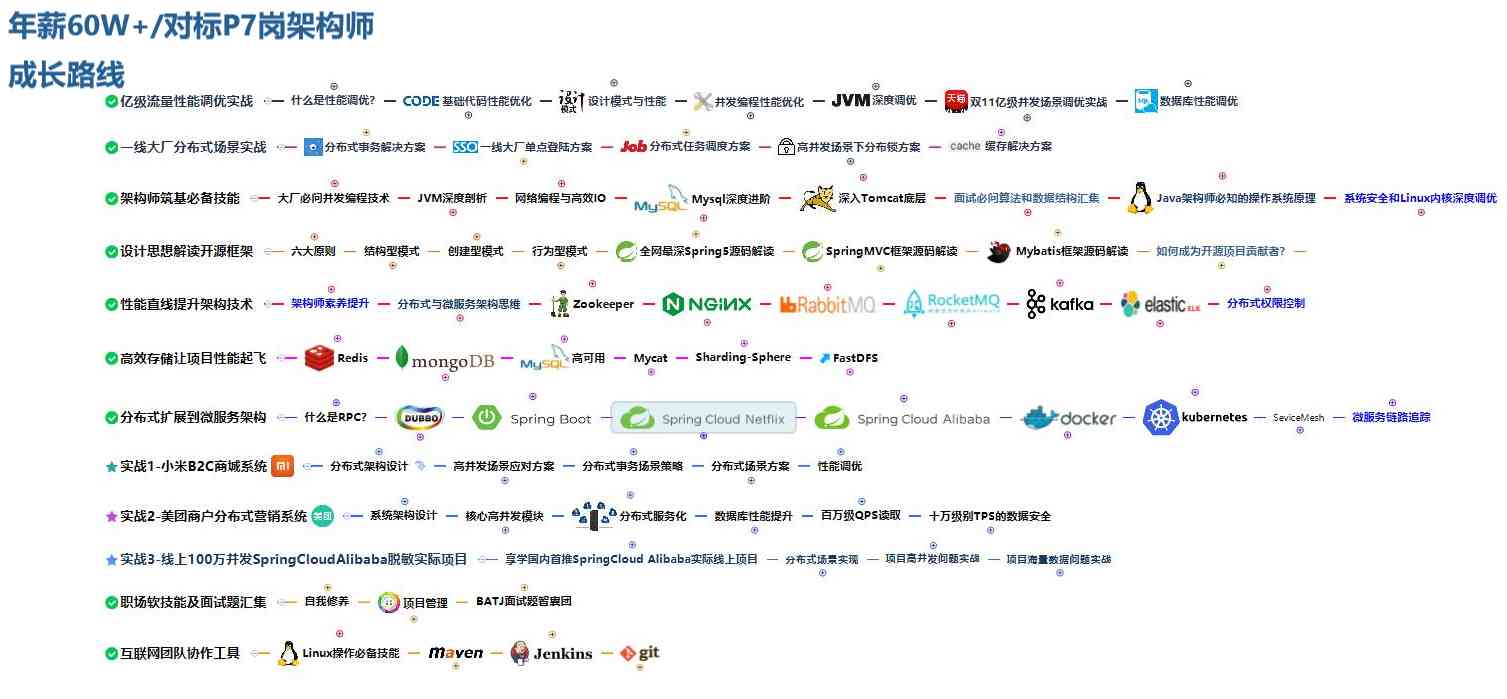 年薪60W+/对标P7岗架构师
成长路线
亿级流量性能调优实战 什么是性能调优? CODE 基础代码性能优化 设计模式 设计模式与性能 并发编程性能优化 JVM 深度调优 天猫 双11亿级并发场景调优实战 SQL 数据库性能调优
一线大厂分布式场景实战 分布式事务解决方案 SSO 一线大厂单点登陆方案 Job 分布式任务调度方案 高并发场景下分布锁方案 cache 缓存解决方案
架构师筑基必备技能 大厂必问并发编程技术 JVM深度剖析 网络编程与高效IO MySQL Mysql深度进阶 深入Tomcat底层 面试必问算法和数据结构汇集 Java架构师必知的操作系统原理 系统安全和Linux内核深度调优
设计思想解读开源框架 六大原则 结构型模式 创建型模式 行为型模式 全网最深Spring5源码解读 SpringMVC框架源码解读 Mybatis框架源码解读 如何成为开源项目贡献者?
性能直线提升架构技术 架构师素养提升 分布式与微服务架构思维 Zookeeper NGINX RabbitMQ RocketMQ kafka elastic ELK 分布式权限控制
高效存储让项目性能起飞 Redis mongoDB MySQL 高可用 Mycat Sharding-Sphere FastDFS
分布式扩展到微服务架构 什么是RPC? DUBBO Spring Boot Spring Cloud Netflix Spring Cloud Alibaba docker kubernetes SeviceMesh 微服务链路追踪
实战1-小米B2C商城系统 mi 分布式架构设计 高并发场景应对方案 分布式事务场景策略 分布式场景方案 性能调优
实战2-美团商户分布式营销系统 美团 系统架构设计 核心高并发模块 分布式服务化 数据库性能提升 百万级QPS读取 十万级别TPS的数据安全
实战3-线上100万并发SpringCloudAlibaba脱敏实际项目 享学国内首推SpringCloud Alibaba实际线上项目 分布式场景实现 项目高并发问题实战 项目海量数据问题实战
职场软技能及面试题汇集 自我修养 项目管理 BATJ面试题智囊团
互联网团队协作工具 Linux操作必备技能 maven Jenkins git